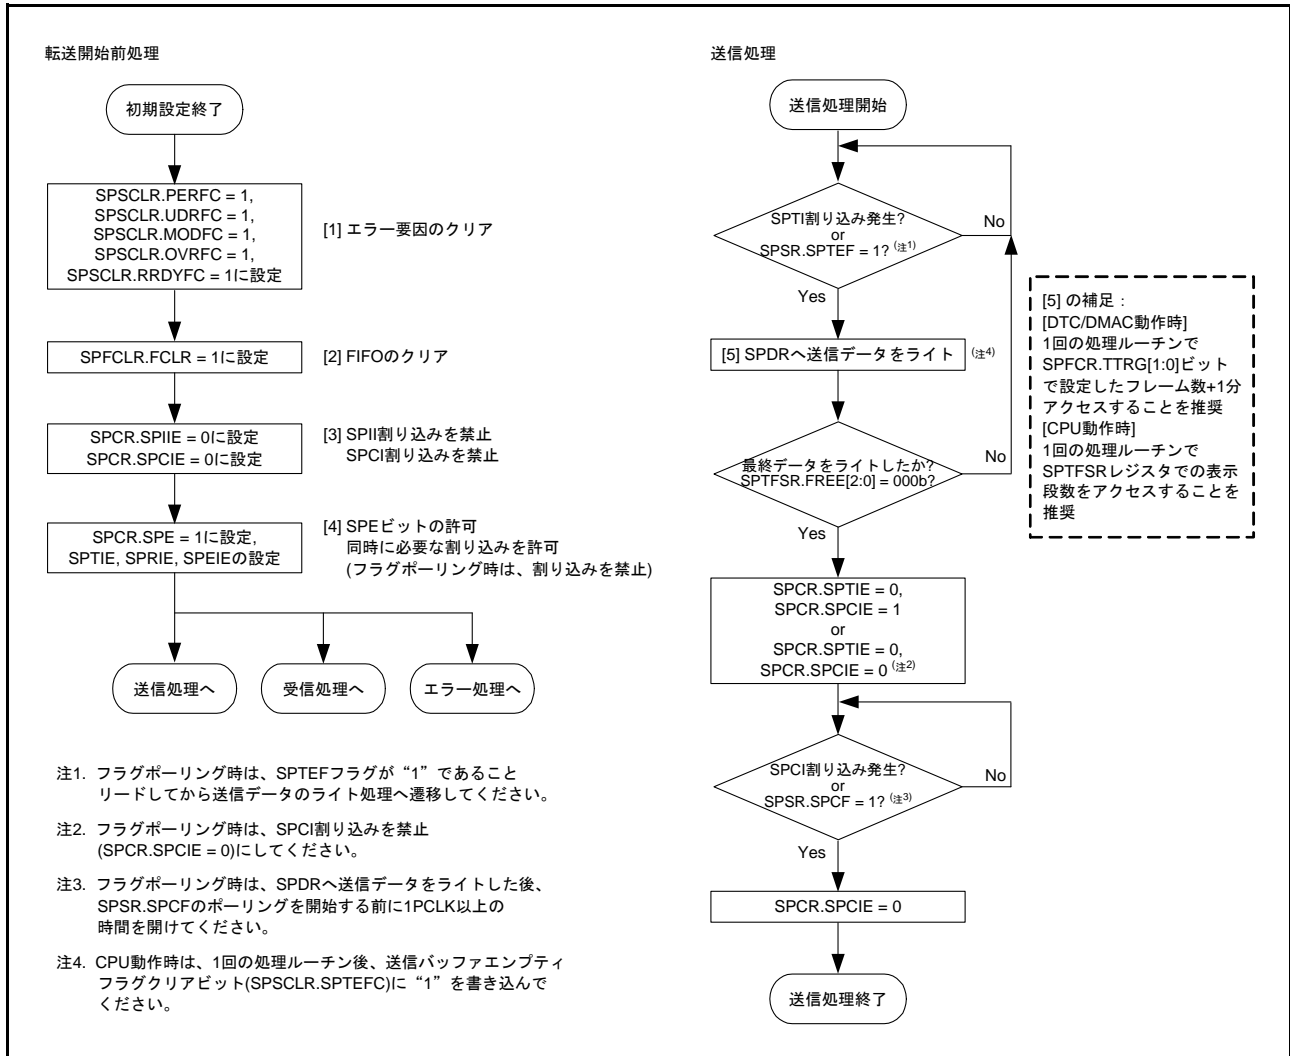 転送開始前処理
初期設定終了
SPSCLR.PERFC = 1,
SPSCLR.UDRFC = 1,
SPSCLR.MODFC = 1,
SPSCLR.OVRFC = 1,
SPSCLR.RRDYFC = 1に設定
[1] エラー要因のクリア
SPFCLR.FCLR = 1に設定
[2] FIFOのクリア
SPCR.SPIIE = 0に設定
SPCR.SPCIE = 0に設定
[3] SPII割り込みを禁止
SPCI割り込みを禁止
SPCR.SPE = 1に設定,
SPTIE, SPRIE, SPEIEの設定
[4] SPEビットの許可
同時に必要な割り込みを許可
(フラグポーリング時は、割り込みを禁止)
送信処理へ
受信処理へ
エラー処理へ
注1. フラグポーリング時は、SPTEFフラグが“1”であること
リードしてから送信データのライト処理へ遷移してください。
注2. フラグポーリング時は、SPCI割り込みを禁止
(SPCR.SPCIE = 0)にしてください。
注3. フラグポーリング時は、SPDRへ送信データをライトした後、
SPSR.SPCFのポーリングを開始する前に1PCLK以上の
時間を開けてください。
注4. CPU動作時は、1回の処理ルーチン後、送信バッファエンプティ
フラグクリアビット(SPSCLR.SPTEFC)に“1”を書き込んで
ください。
送信処理
送信処理開始
SPTI割り込み発生?
or
SPSR.SPTEF = 1? (注1)
No
Yes
[5] SPDRへ送信データをライト (注4)
最終データをライトしたか?
SPTFSR.FREE[2:0] = 000b?
No
Yes
SPCR.SPTIE = 0,
SPCR.SPCIE = 1
or
SPCR.SPTIE = 0,
SPCR.SPCIE = 0 (注2)
SPCI割り込み発生?
or
SPSR.SPCF = 1? (注3)
No
Yes
SPCR.SPCIE = 0
送信処理終了
[5] の補足：
[DTC/DMAC動作時]
1回の処理ルーチンで
SPFCR.TTRG[1:0]ビット
で設定したフレーム数+1分
アクセスすることを推奨
[CPU動作時]
1回の処理ルーチンで
SPTFSRレジスタでの表示
段数をアクセスすることを
推奨